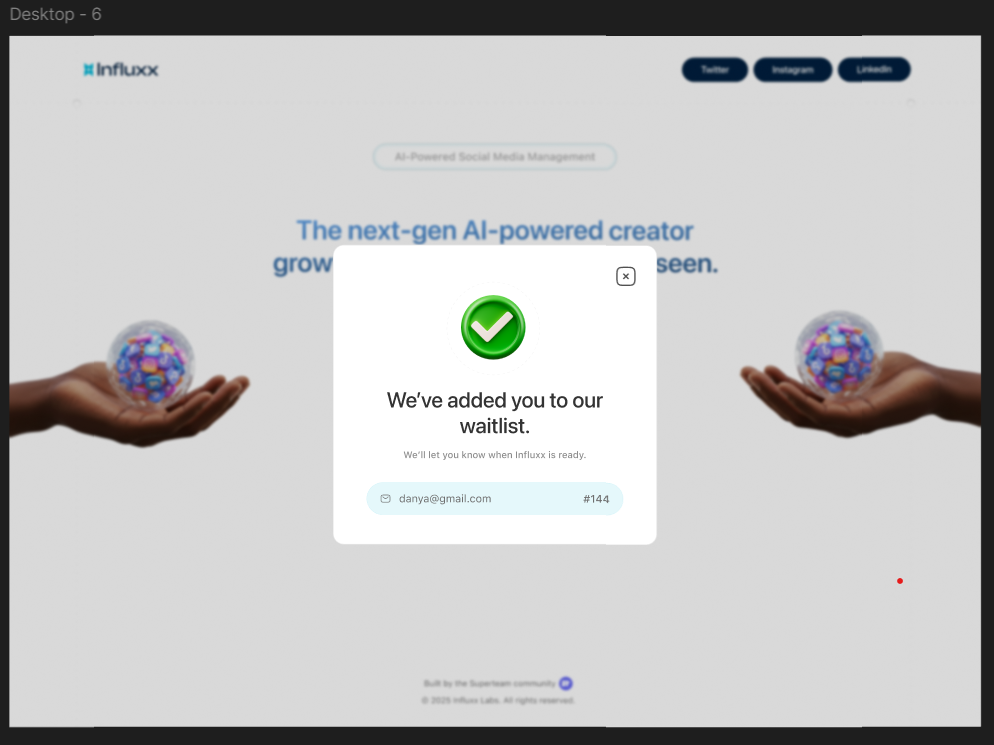 Desktop - 6
Influxx
Twitter
Instagram
LinkedIn
AI-Powered Social Media Management
The next-gen AI-powered creator
grow seen.
We've added you to our
waitlist.
We'll let you know when Influxx is ready.
danya@gmail.com #144
Built by the Superteam community
© 2025 Influxx Labs. All rights reserved.